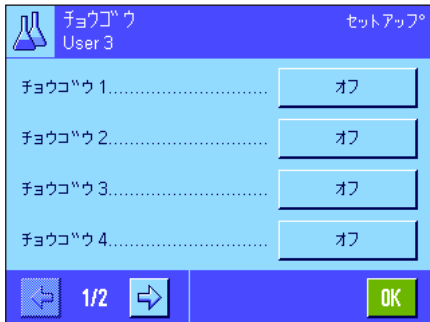 チョウゴウ セットアップ
User 3
チョウゴウ 1............................ オフ
チョウゴウ 2............................ オフ
チョウゴウ 3............................ オフ
チョウゴウ 4............................ オフ
1/2 OK